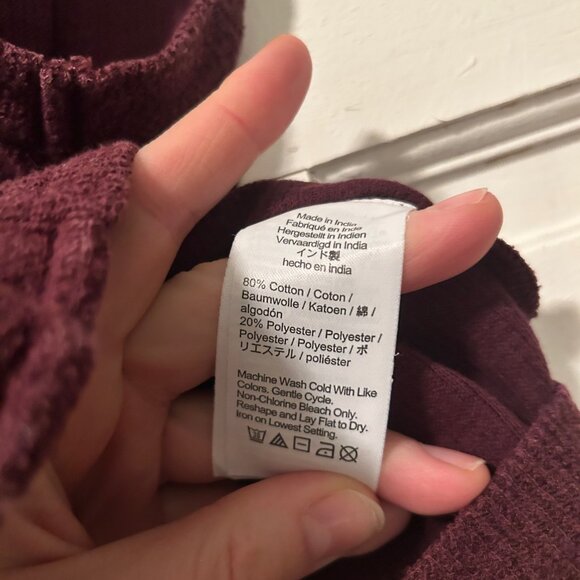 Made in India
Fabriqué en Inde
Hergestellt in Indien
Vervaardigd in India
インド製
hecho en india
80% Cotton / Coton /
Baumwolle / Katoen / 綿 /
algodón
20% Polyester / Polyester /
Polyester / Polyester / ポ
リエステル / poliéster
Machine Wash Cold With Like
Colors. Gentle Cycle.
Non-Chlorine Bleach Only.
Reshape and Lay Flat to Dry.
Iron on Lowest Setting.